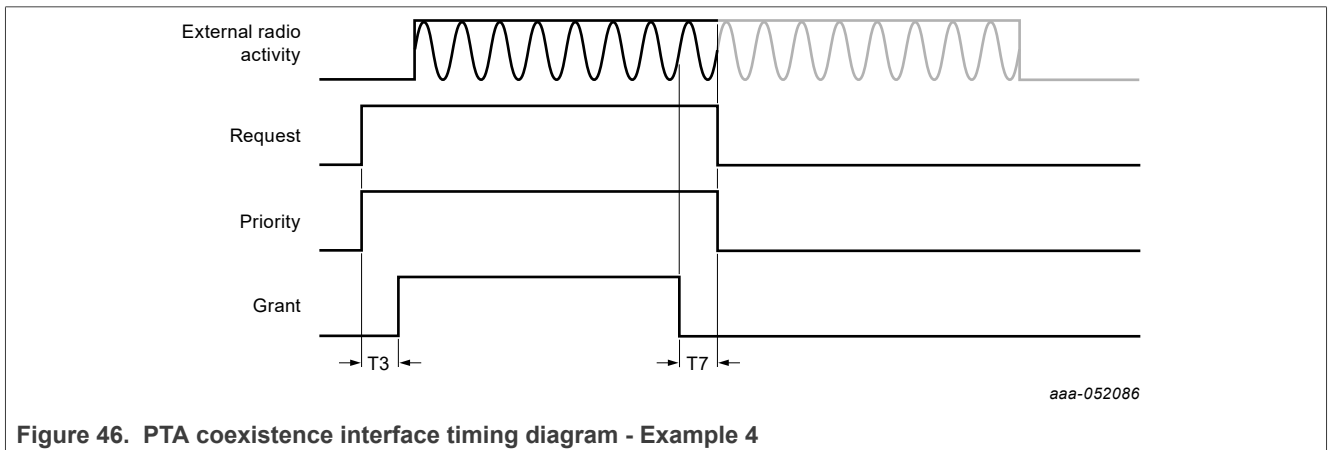 External radio
activity
Request
Priority
Grant
T3
T7
aaa-052086
Figure 46. PTA coexistence interface timing diagram - Example 4